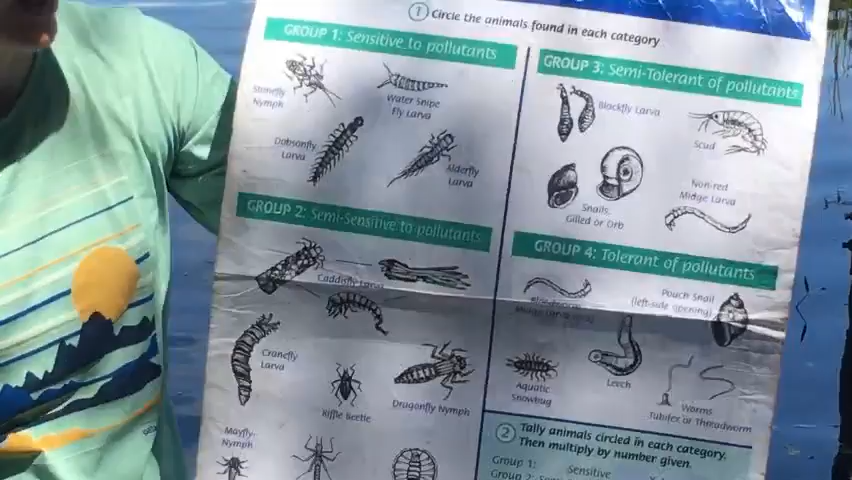 1 Circle the animals found in each category
GROUP 1: Sensitive to pollutants
Stonefly
Nymph
Water Snipe
Fly Larva
Dobsonfly
Larva
Alderfly
Larva
GROUP 2: Semi-Sensitive to pollutants
Caddisfly Larva
Cranefly
Larva
Riffle Beetle
Dragonfly Nymph
Mayfly
Nymph
GROUP 3: Semi-Tolerant of pollutants
Blackfly Larva
Scud
Snails,
Gilled or Orb
Non-red
Midge Larva
GROUP 4: Tolerant of pollutants
Midge Larva
Pouch Snail
(left-side opening)
Aquatic
Sowbug
Leech
Worms
Tubifex or Threadworm
2 Tally animals circled in each category.
Then multiply by number given.
Group 1: Sensitive
Group 2: